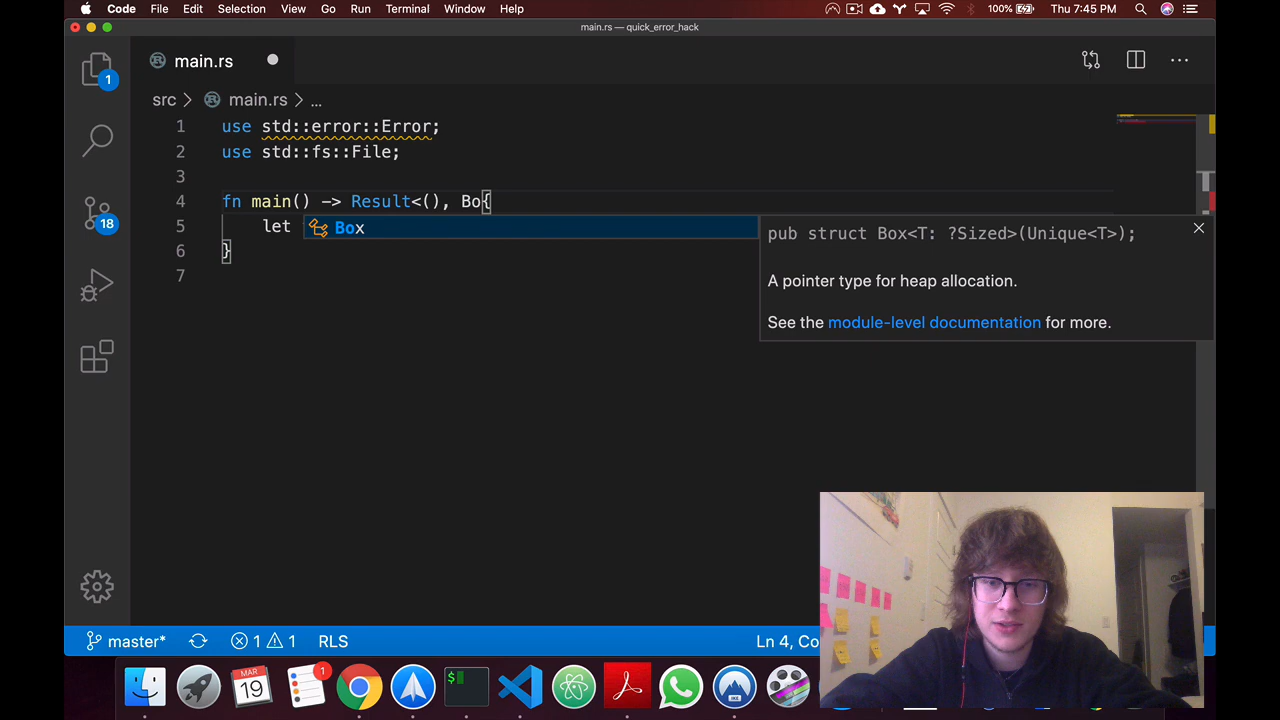 Code File Edit Selection View Go Run Terminal Window Help 100% Thu 7:45 PM
main.rs — quick_error_hack
main.rs
src > main.rs > ...
1 use std::error::Error;
2 use std::fs::File;
3
4 fn main() -> Result<(), Bo{
5 let
Box
6 }
7
pub struct Box<T: ?Sized>(Unique<T>);
A pointer type for heap allocation.
See the module-level documentation for more.
1
18
master* 1 1 RLS Ln 4, Co
MAR
19
1
$